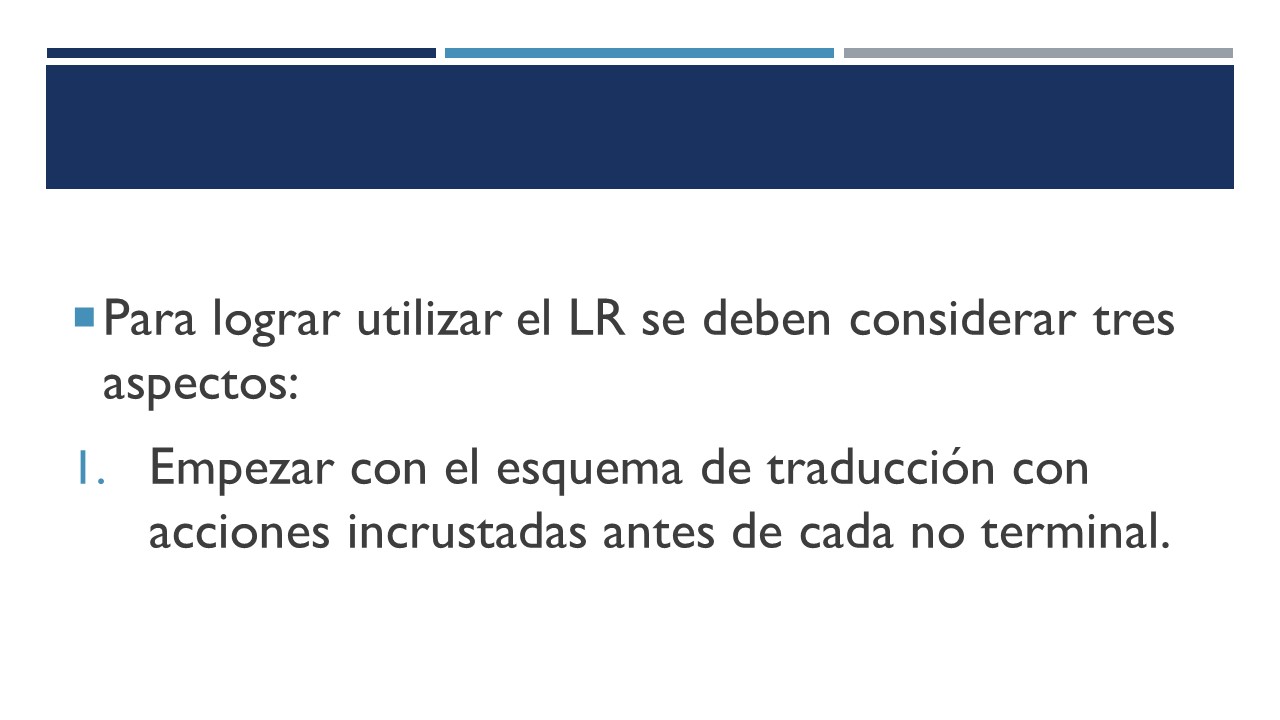 Para lograr utilizar el LR se deben considerar tres
aspectos:
1. Empezar con el esquema de traducción con
acciones incrustadas antes de cada no terminal.